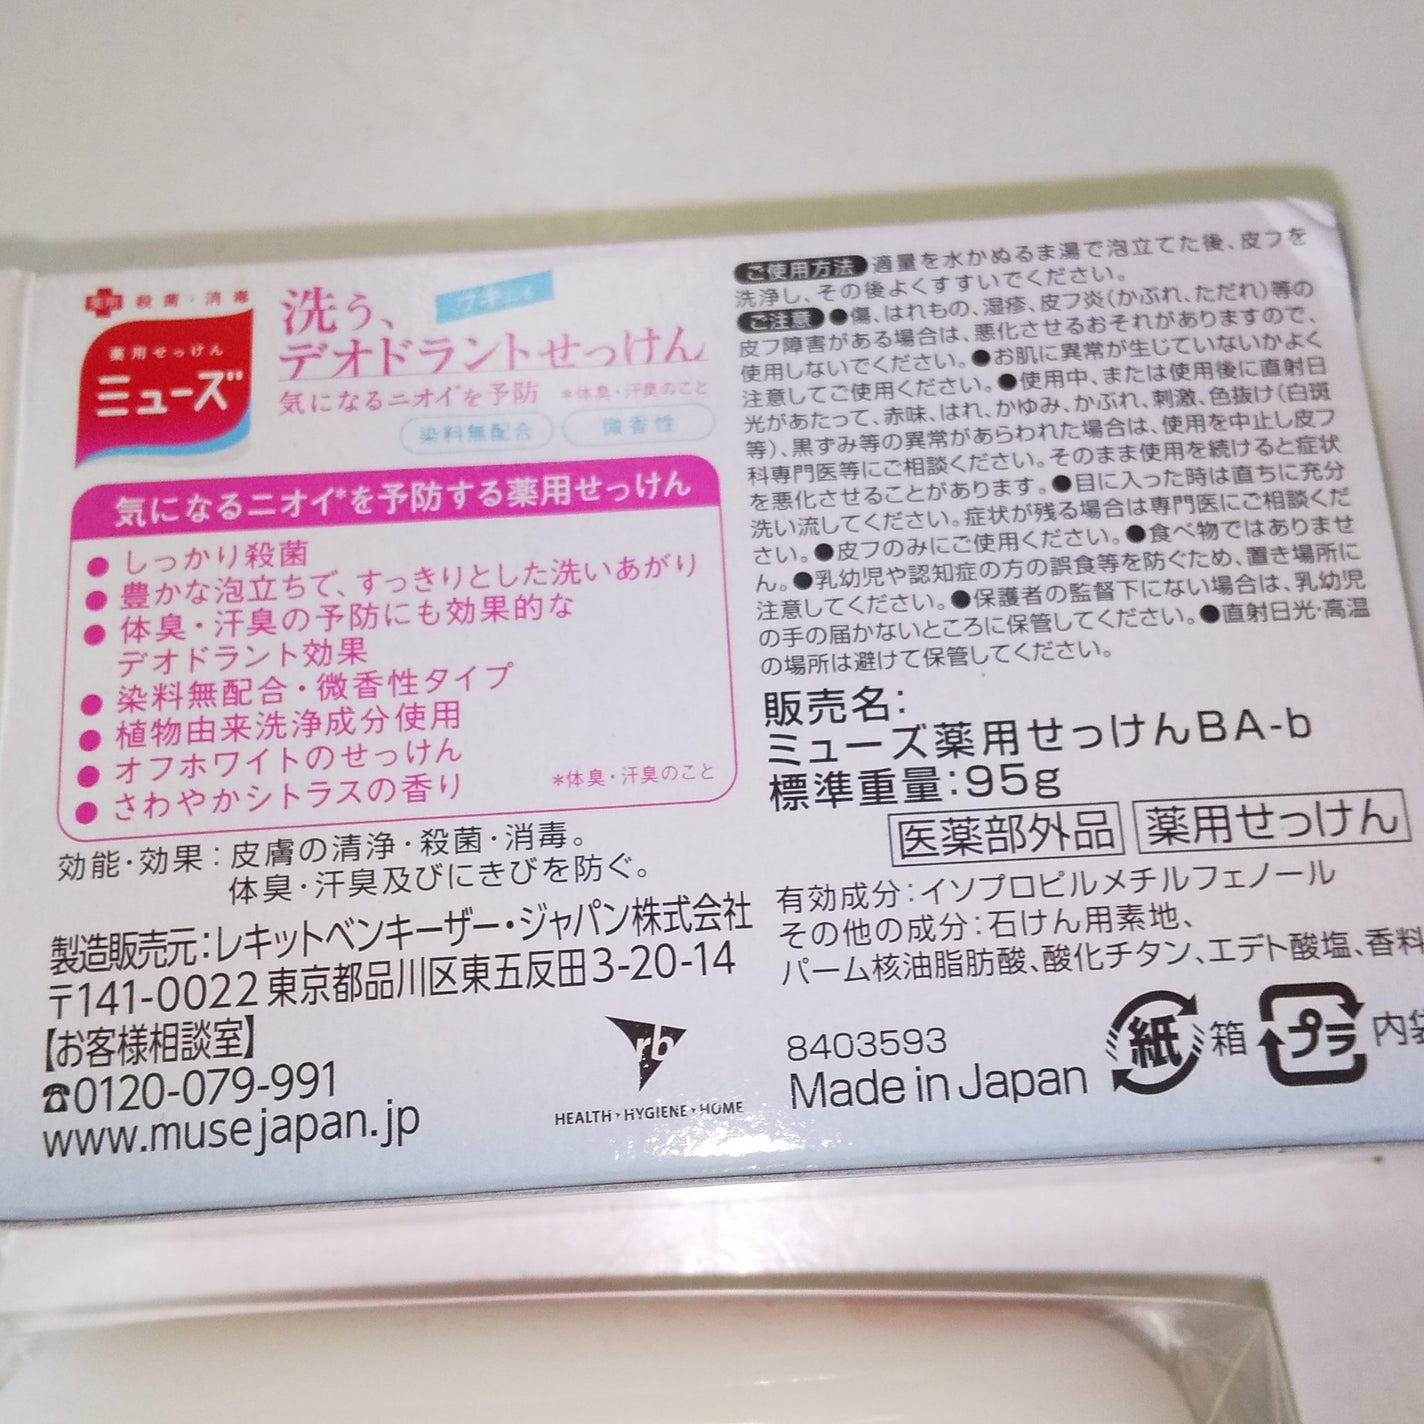 薬用 殺菌・消毒
薬用せっけん
ミューズ
洗う、
ワキにも
デオドラントせっけん
気になるニオイ*を予防 *体臭・汗臭のこと
染料無配合 微香性
気になるニオイ*を予防する薬用せっけん
●しっかり殺菌
●豊かな泡立ちで、すっきりとした洗いあがり
●体臭・汗臭の予防にも効果的な
デオドラント効果
●染料無配合・微香性タイプ
●植物由来洗浄成分使用
●オフホワイトのせっけん
●さわやかシトラスの香り
*体臭・汗臭のこと
効能・効果：皮膚の清浄・殺菌・消毒。
体臭・汗臭及びにきびを防ぐ。
製造販売元：レキットベンキーザー・ジャパン株式会社
〒141-0022 東京都品川区東五反田3-20-14
【お客様相談室】
☎0120-079-991
www.musejapan.jp
rb
HEALTH・HYGIENE・HOME
ご使用方法 適量を水かぬるま湯で泡立てた後、皮フを
洗浄し、その後よくすすいでください。
ご注意 ●傷、はれもの、湿疹、皮フ炎(かぶれ、ただれ)等の
皮フ障害がある場合は、悪化させるおそれがありますので、
使用しないでください。●お肌に異常が生じていないかよく
注意してご使用ください。●使用中、または使用後に直射日
光があたって、赤味、はれ、かゆみ、かぶれ、刺激、色抜け(白斑
等)、黒ずみ等の異常があらわれた場合は、使用を中止し皮フ
科専門医等にご相談ください。そのまま使用を続けると症状
を悪化させることがあります。●目に入った時は直ちに充分
洗い流してください。症状が残る場合は専門医にご相談くだ
さい。●皮フのみにご使用ください。●食べ物ではありませ
ん。●乳幼児や認知症の方の誤食等を防ぐため、置き場所に
注意してください。●保護者の監督下にない場合は、乳幼児
の手の届かないところに保管してください。●直射日光・高温
の場所は避けて保管してください。
販売名：
ミューズ薬用せっけんBA-b
標準重量：95g
医薬部外品 薬用せっけん
有効成分：イソプロピルメチルフェノール
その他の成分：石けん用素地、
パーム核油脂肪酸、酸化チタン、エデト酸塩、香料
8403593
Made in Japan
紙 箱 プラ 内袋